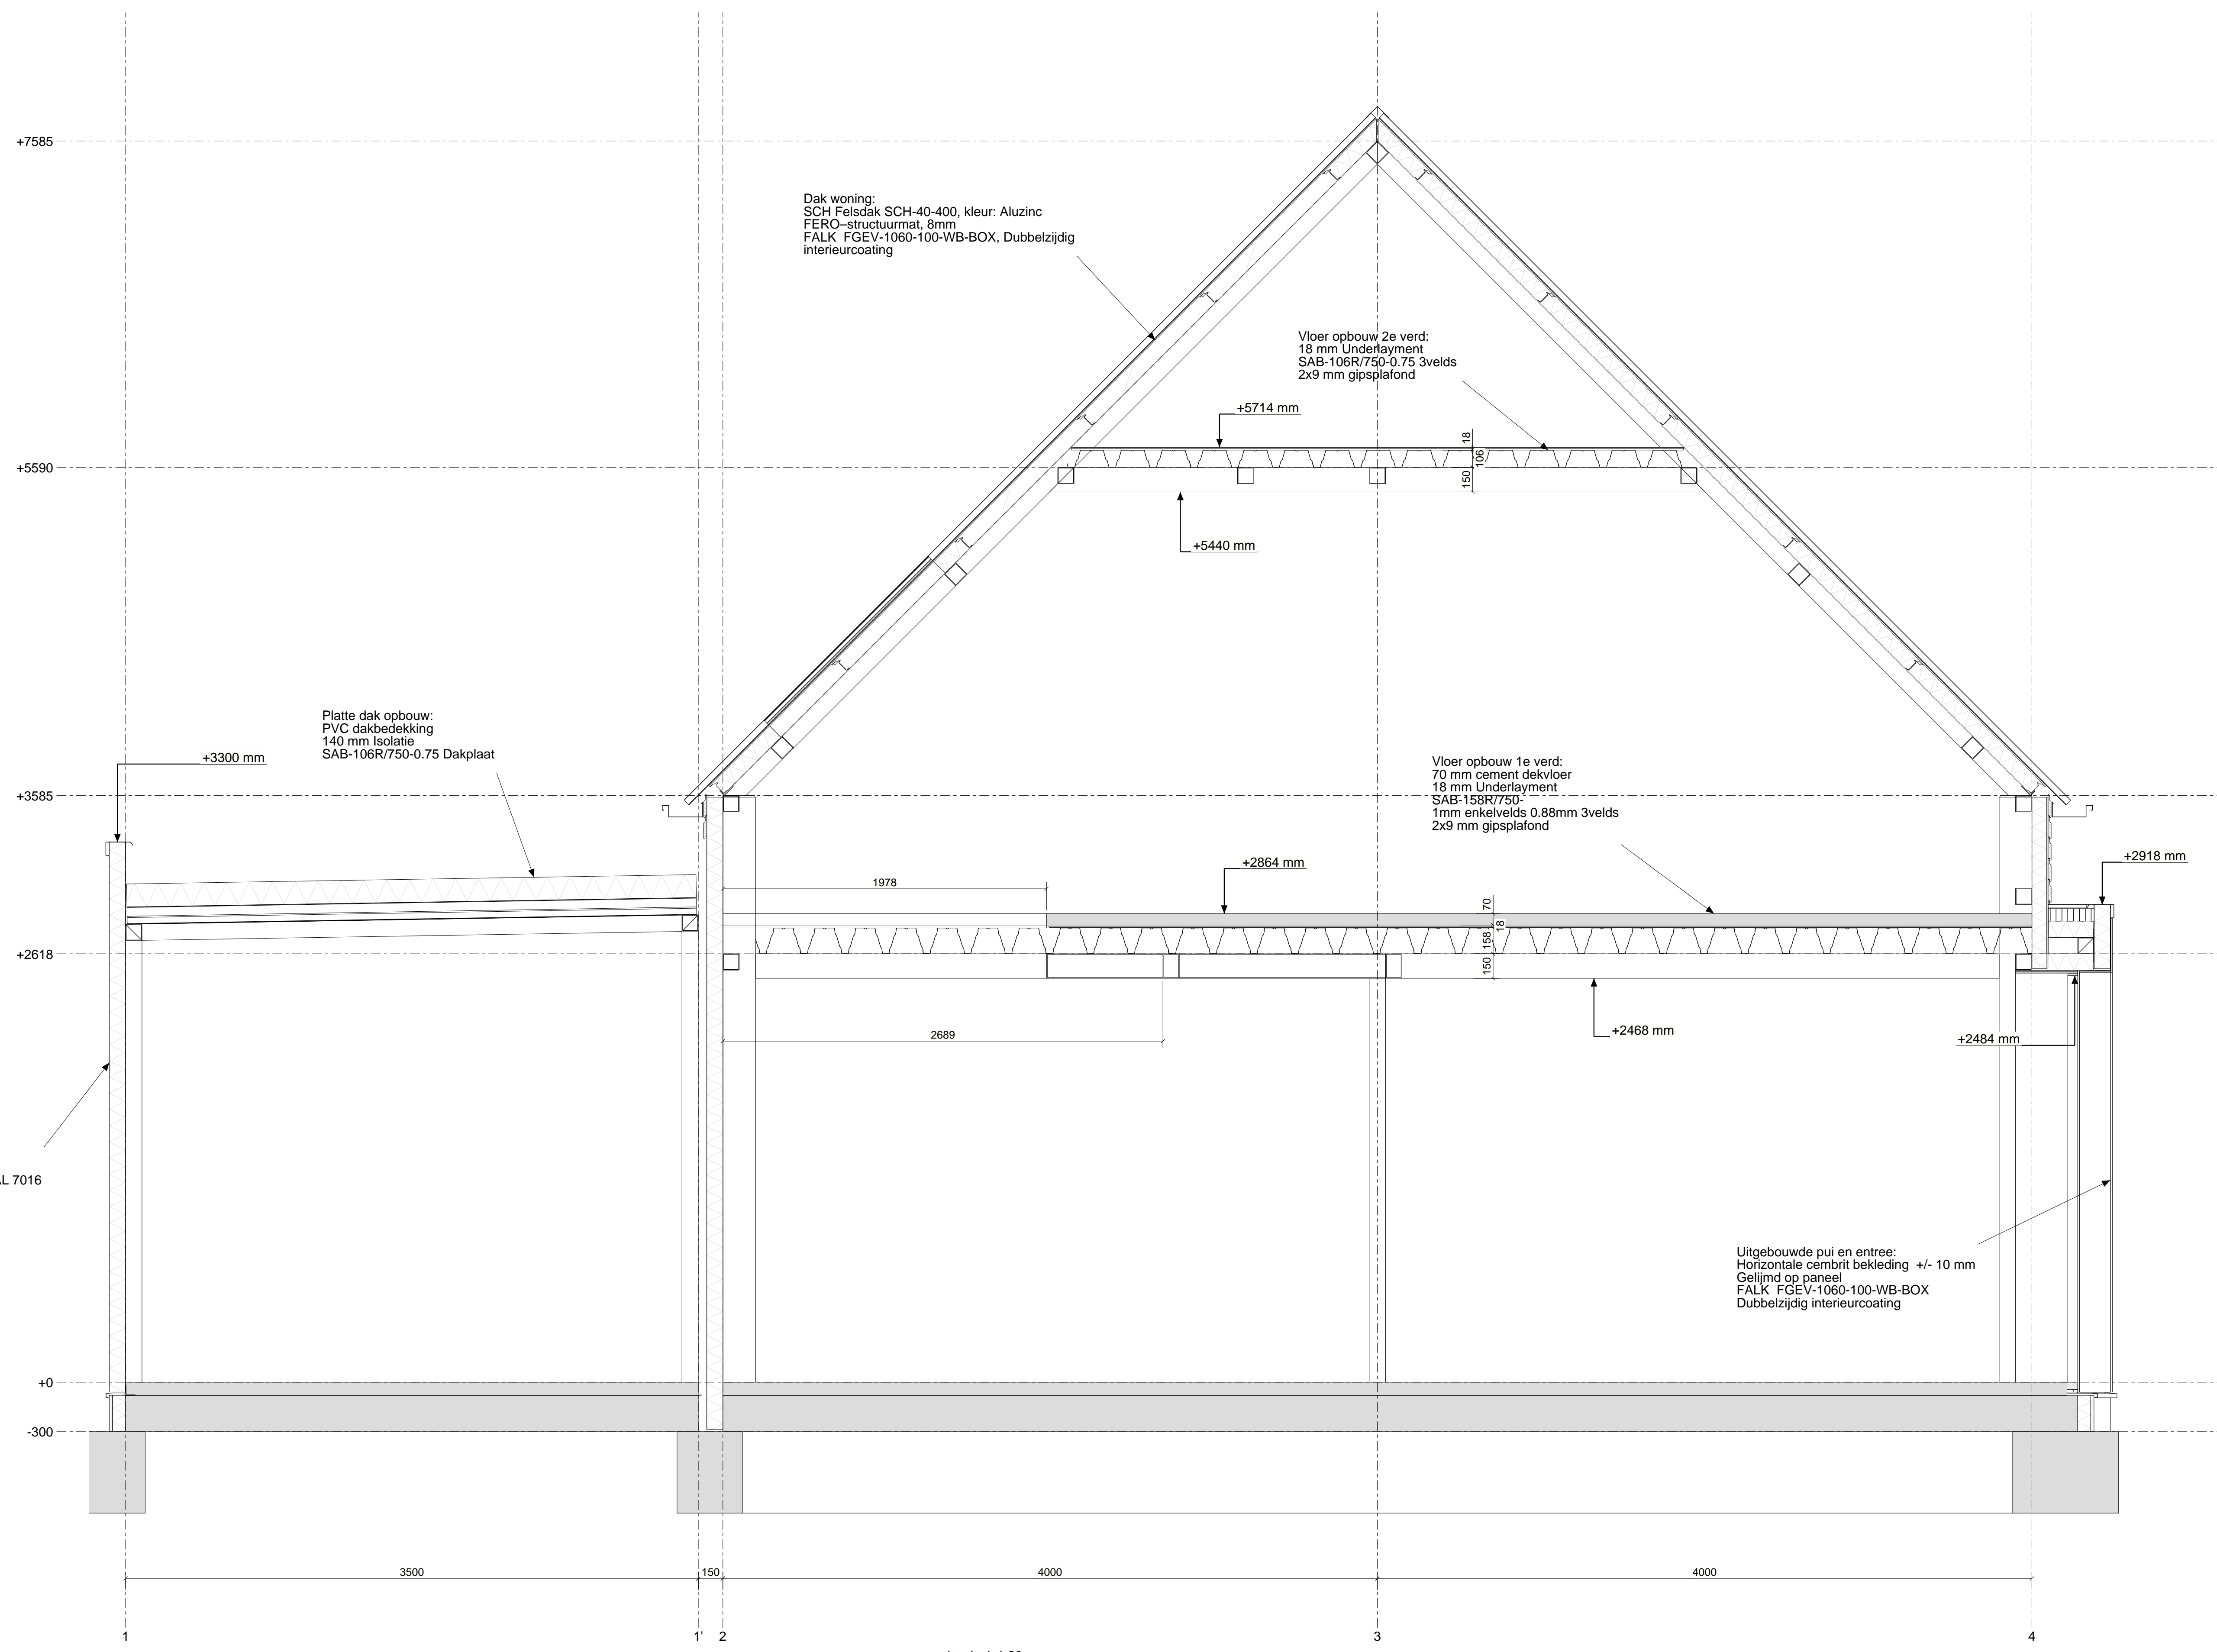 +7585
Dak woning:
SCH Felsdak SCH-40-400, kleur: Aluzinc
FERO–structuurmat, 8mm
FALK FGEV-1060-100-WB-BOX, Dubbelzijdig
interieurcoating
Vloer opbouw 2e verd:
18 mm Underlayment
SAB-106R/750-0.75 3velds
2x9 mm gipsplafond
+5714 mm
18
106
150
+5590
+5440 mm
Platte dak opbouw:
PVC dakbedekking
140 mm Isolatie
SAB-106R/750-0.75 Dakplaat
+3300 mm
+3585
Vloer opbouw 1e verd:
70 mm cement dekvloer
18 mm Underlayment
SAB-158R/750-
1mm enkelvelds 0.88mm 3velds
2x9 mm gipsplafond
+2864 mm
+2918 mm
1978
70
18
158
150
+2618
2689
+2468 mm
+2484 mm
7016
Uitgebouwde pui en entree:
Horizontale cembrit bekleding +/- 10 mm
Gelijmd op paneel
FALK FGEV-1060-100-WB-BOX
Dubbelzijdig interieurcoating
+0
-300
3500
150
4000
4000
1
1'
2
3
4